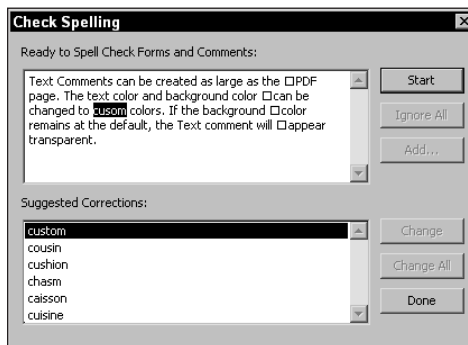 Check Spelling
Ready to Spell Check Forms and Comments:
Text Comments can be created as large as the □PDF
page. The text color and background color □can be
changed to cusom colors. If the background □color
remains at the default, the Text comment will □appear
transparent.
Start
Ignore All
Add...
Suggested Corrections:
custom
cousin
cushion
chasm
caisson
cuisine
Change
Change All
Done